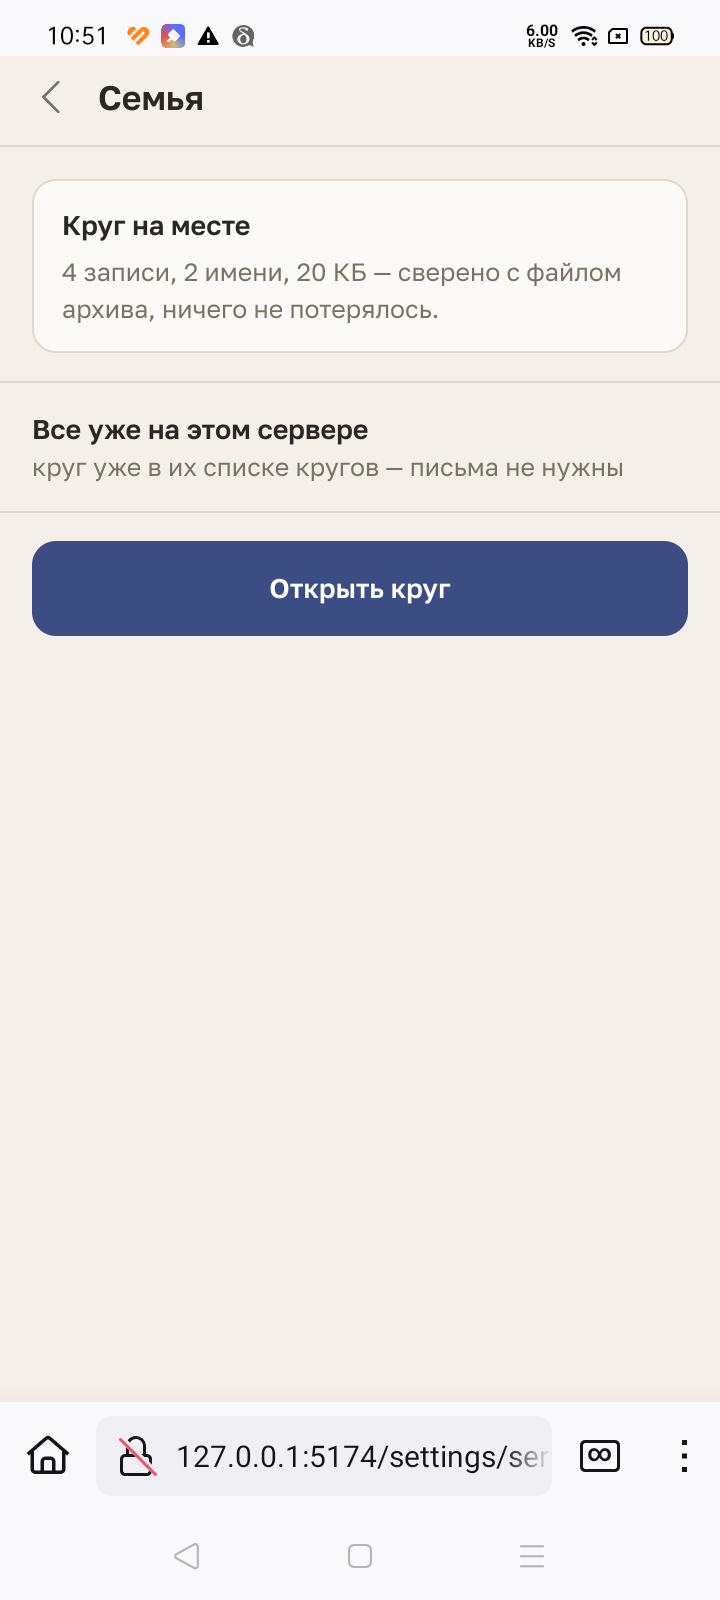 10:51
6.00
KB/S
100
Семья
Круг на месте
4 записи, 2 имени, 20 КБ — сверено с файлом
архива, ничего не потерялось.
Все уже на этом сервере
круг уже в их списке кругов — письма не нужны
Открыть круг
127.0.0.1:5174/settings/ser